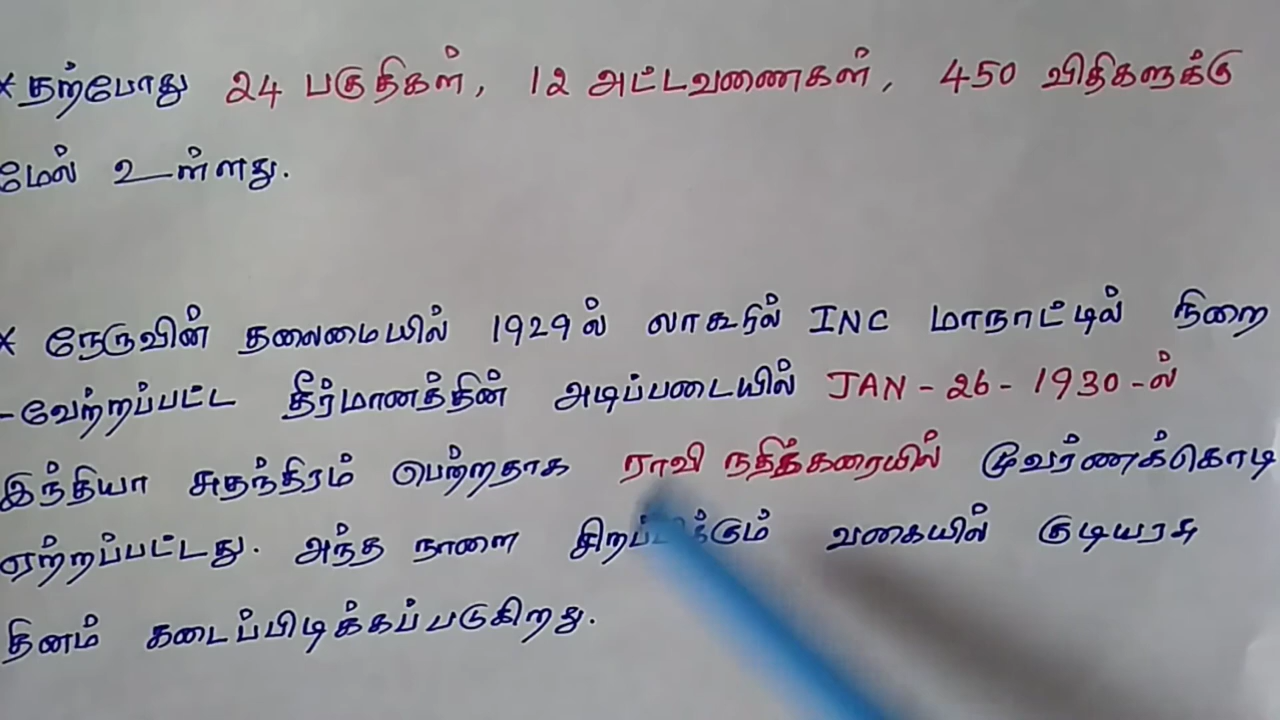 * தற்போது 24 பகுதிகள், 12 அட்டவணைகள், 450 விதிகளுக்கு
மேல் உள்ளது.
* நேருவின் தலைமையில் 1929ல் லாகூரில் INC மாநாட்டில் நிறை
-வேற்றப்பட்ட தீர்மானத்தின் அடிப்படையில் JAN - 26 - 1930 -ல்
இந்தியா சுதந்திரம் பெற்றதாக ராவி நதிக்கரையில் மூவர்ணக்கொடி
ஏற்றப்பட்டது. அந்த நாளை சிறப்பிக்கும் வகையில் குடியரசு
தினம் கடைப்பிடிக்கப்படுகிறது.